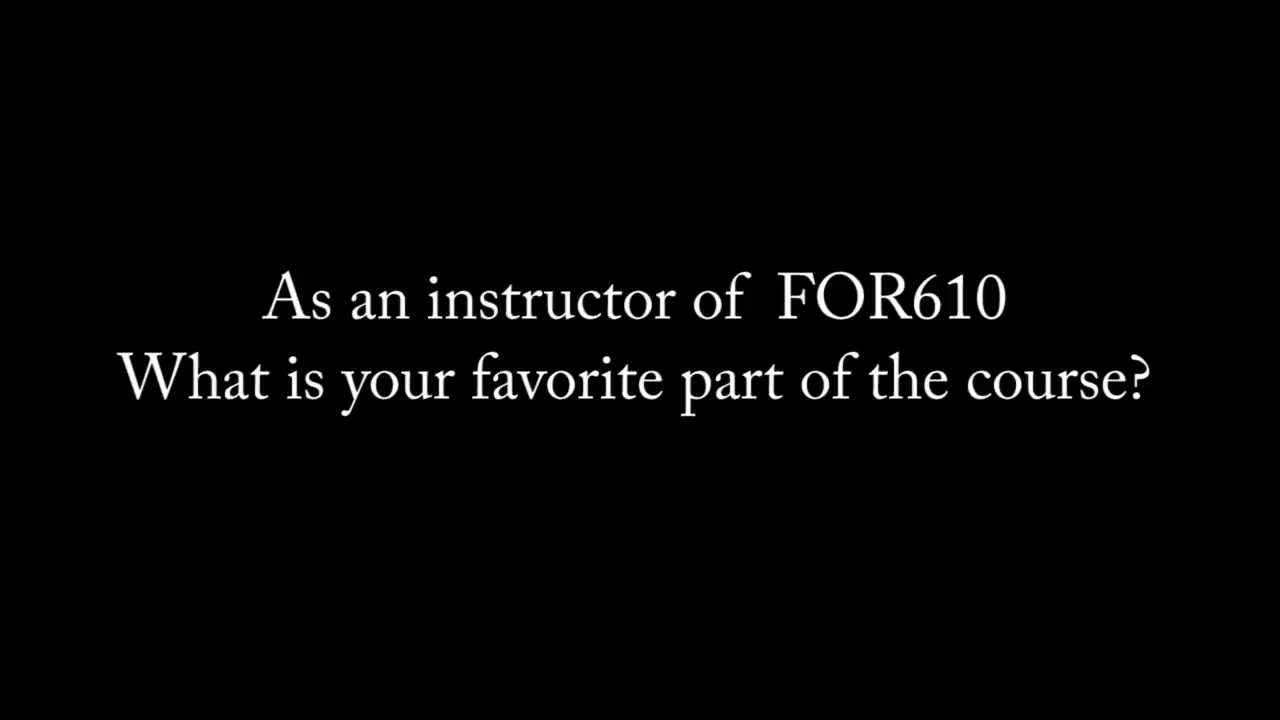 As an instructor of FOR610
What is your favorite part of the course?